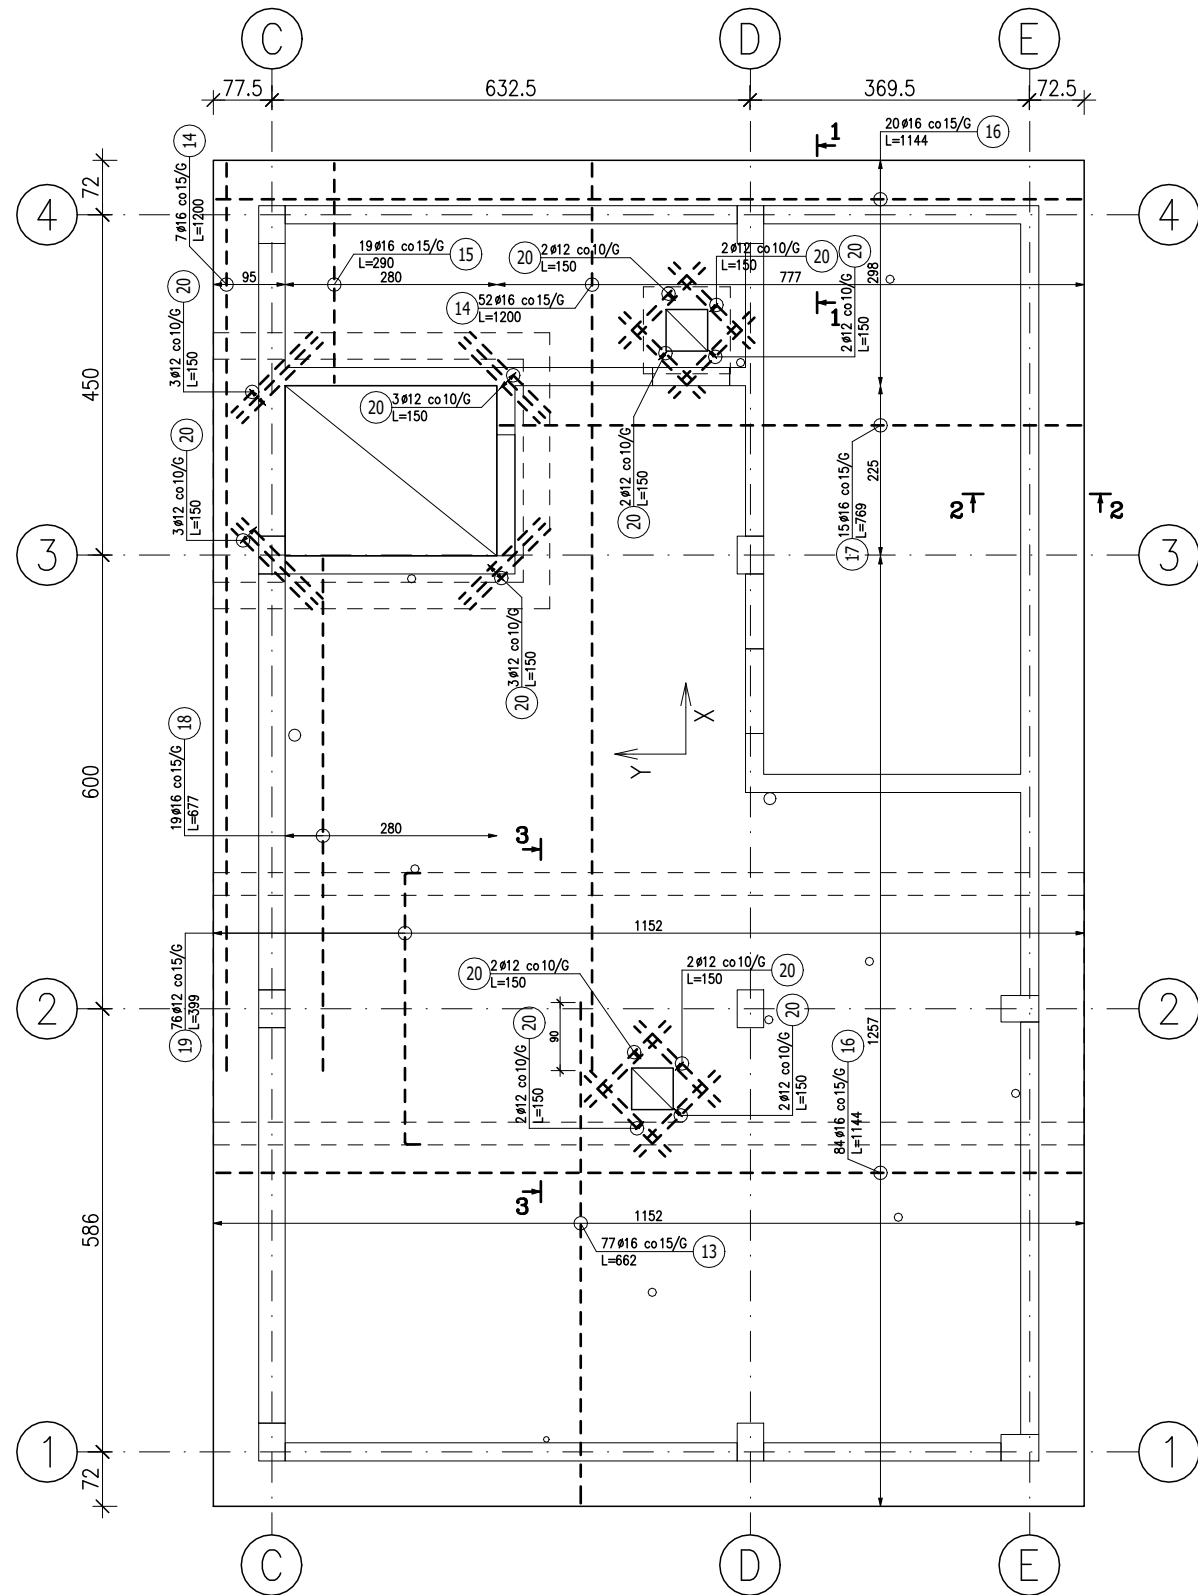 C
D
E
77.5
632.5
369.5
72.5
20ø16 co15/G
L=1144
16
1
14
7ø16 co15/G
L=1200
72
4
4
19ø16 co15/G
L=290
15
20
2ø12 co10/G
L=150
2ø12 co10/G
L=150
20
20
2ø12 co10/G
L=150
95
280
777
298
14
52ø16 co15/G
L=1200
1
20
3ø12 co10/G
L=150
450
20
3ø12 co10/G
L=150
20
3ø12 co10/G
L=150
2ø12 co10/G
L=150
20
15ø16 co15/G
L=769
17
225
2
2
3
3
3ø12 co10/G
L=150
20
X
Y
18
19ø16 co15/G
L=677
600
280
3
1152
76ø12 co15/G
L=399
19
20
2ø12 co10/G
L=150
2ø12 co10/G
L=150
20
2
2
20
2ø12 co10/G
L=150
90
20
2ø12 co10/G
L=150
1257
16
84ø16 co15/G
L=1144
3
1152
586
77ø16 co15/G
L=662
13
1
1
72
C
D
E